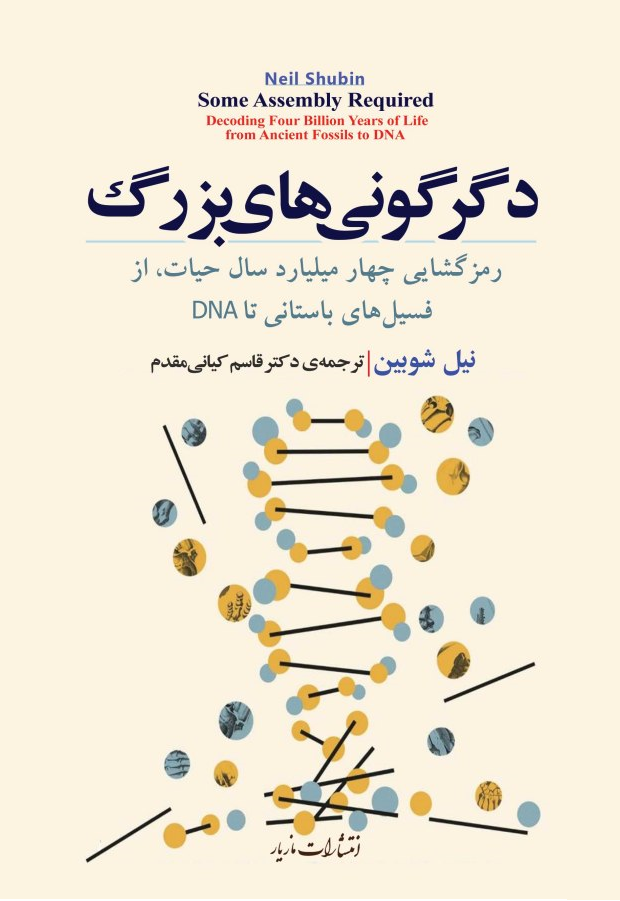 Neil Shubin
Some Assembly Required
Decoding Four Billion Years of Life
from Ancient Fossils to DNA
دگرگونی‌های بزرگ
رمزگشایی چهار میلیارد سال حیات، از
فسیل‌های باستانی تا DNA
نیل شوبین | ترجمه‌ی دکتر قاسم کیانی‌مقدم
انتشارات مازیار